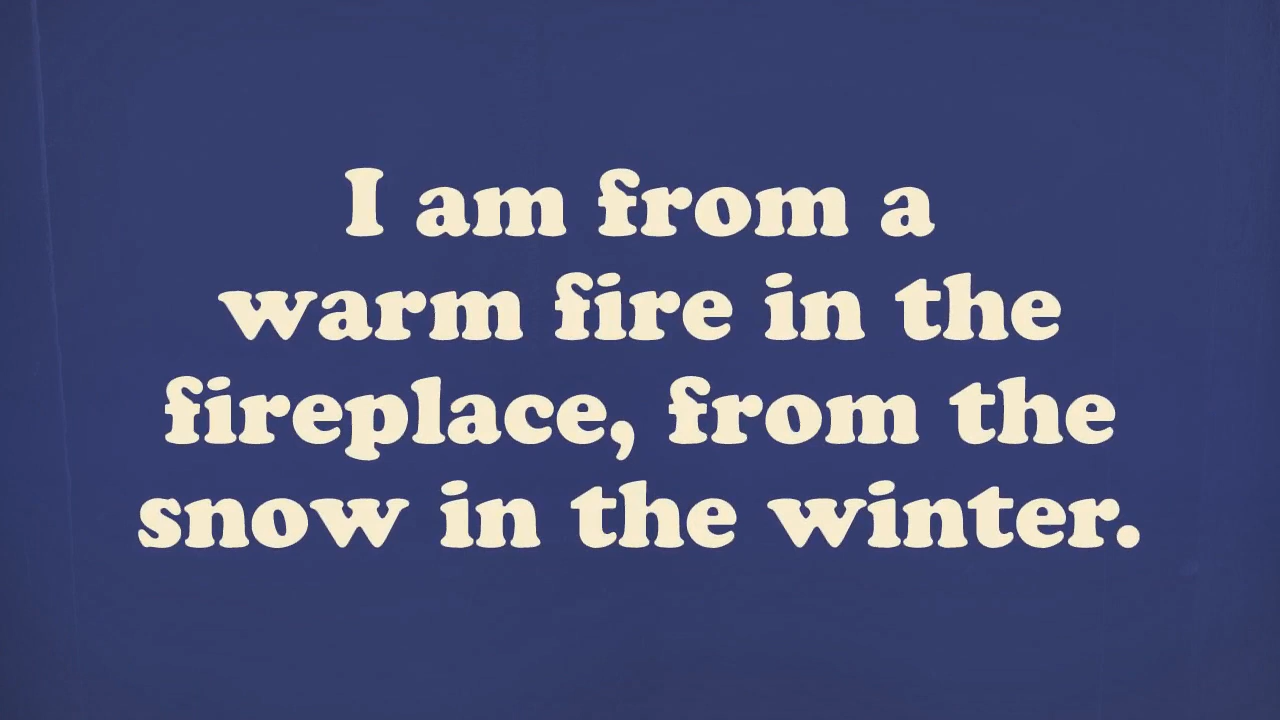 I am from a
warm fire in the
fireplace, from the
snow in the winter.